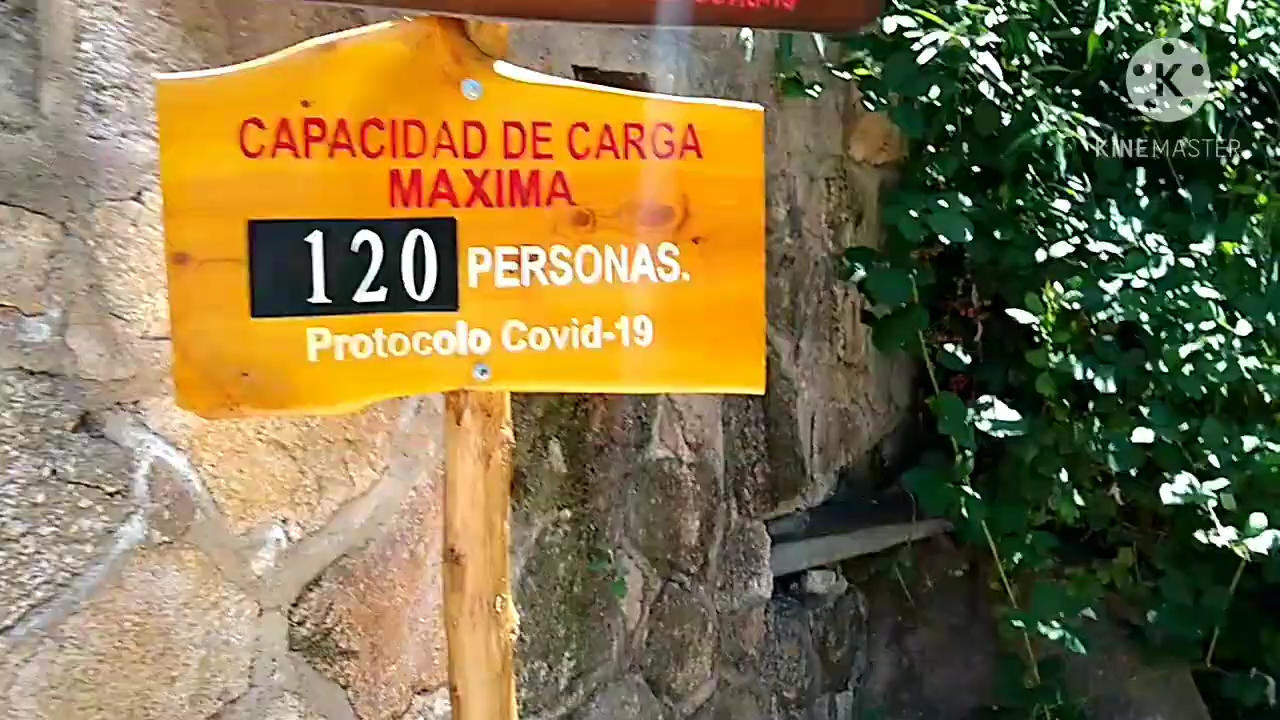 CAPACIDAD DE CARGA
MAXIMA
120 PERSONAS.
Protocolo Covid-19
K
KINEMASTER